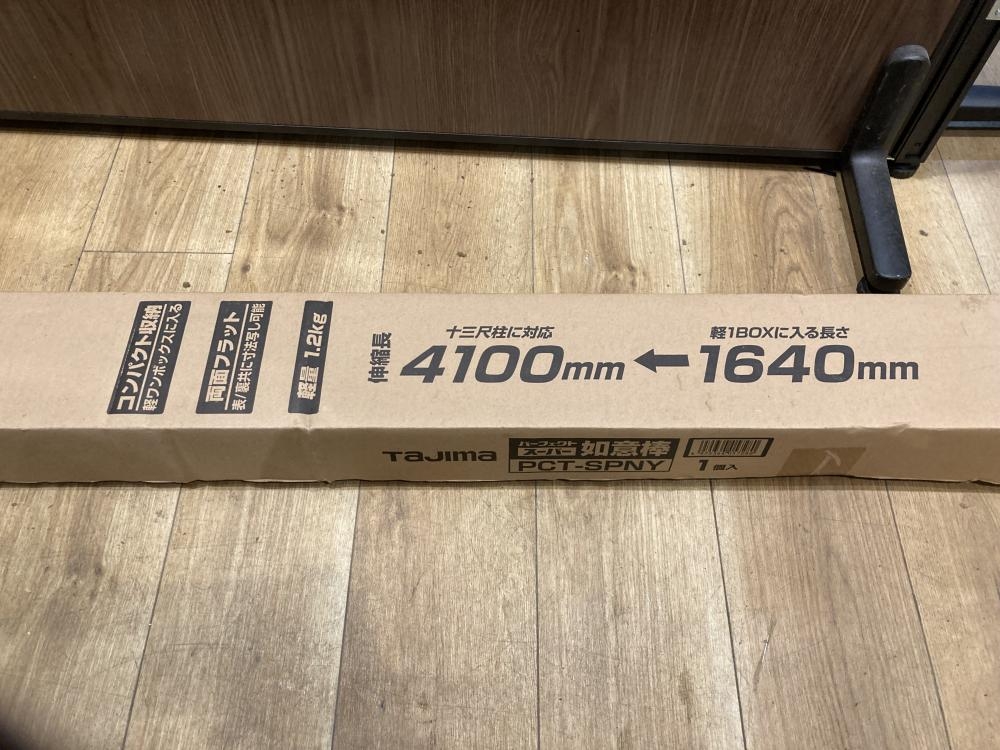 コンパクト収納
軽ワンボックスに入る
両面フラット
表/裏共に寸法写し可能
軽量 1.2kg
伸縮長
十三尺柱に対応
4100mm
軽1BOXに入る長さ
1640mm
TaJIma
パーフェクト
スーパー
如意棒
PCT-SPNY
1個入